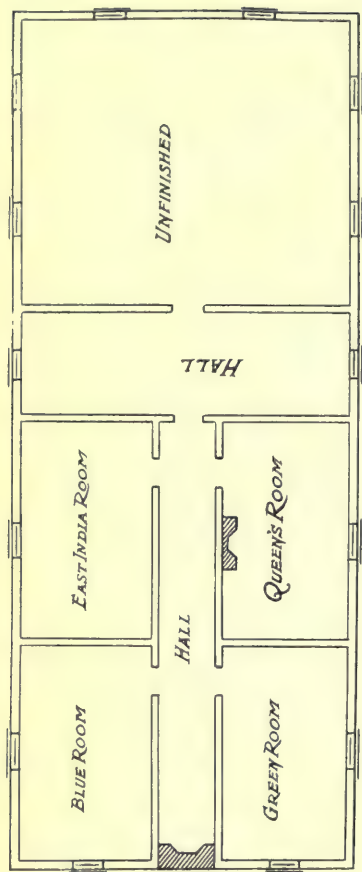 UNFINISHED
HALL
EAST INDIA ROOM
QUEEN'S ROOM
HALL
BLUE ROOM
GREEN ROOM